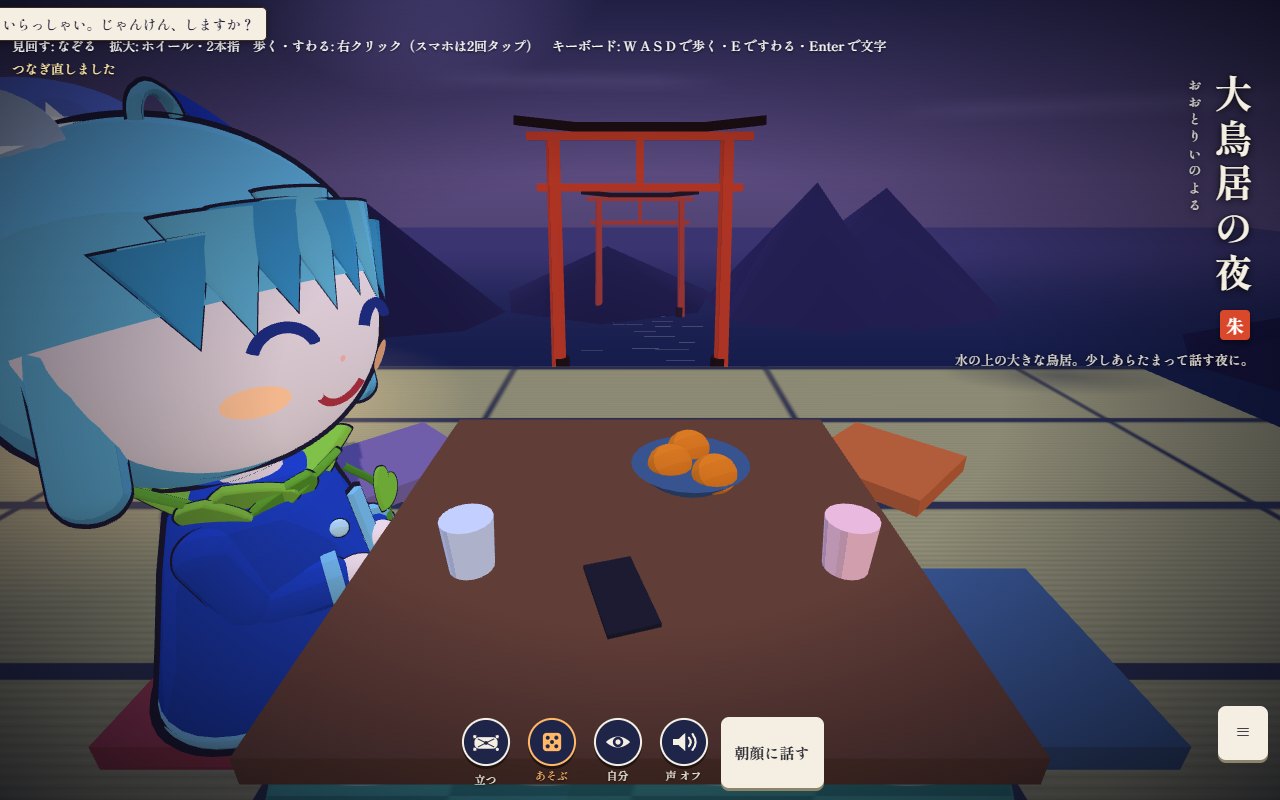 いらっしゃい。じゃんけん、しますか？
見回す: なぞる　拡大: ホイール・2本指　歩く・すわる: 右クリック（スマホは2回タップ）　キーボード: W A S D で歩く・E ですわる・Enter で文字
つなぎ直しました
大鳥居の夜
おおとりいのよる
朱
水の上の大きな鳥居。少しあらたまって話す夜に。
立つ
あそぶ
自分
声 オフ
朝顔に話す